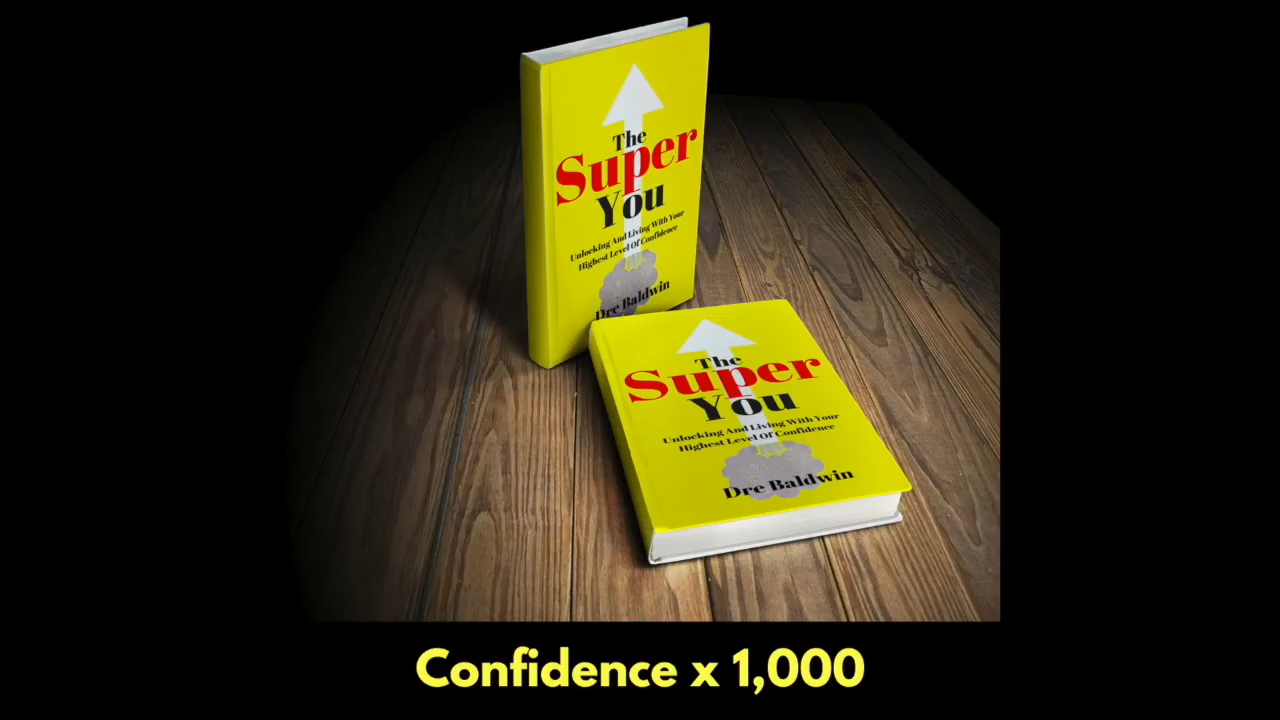 The
Super
You
Unlocking And Living With Your
Highest Level Of Confidence
Dre Baldwin
The
Super
You
Unlocking And Living With Your
Highest Level Of Confidence
Dre Baldwin
Confidence x 1,000